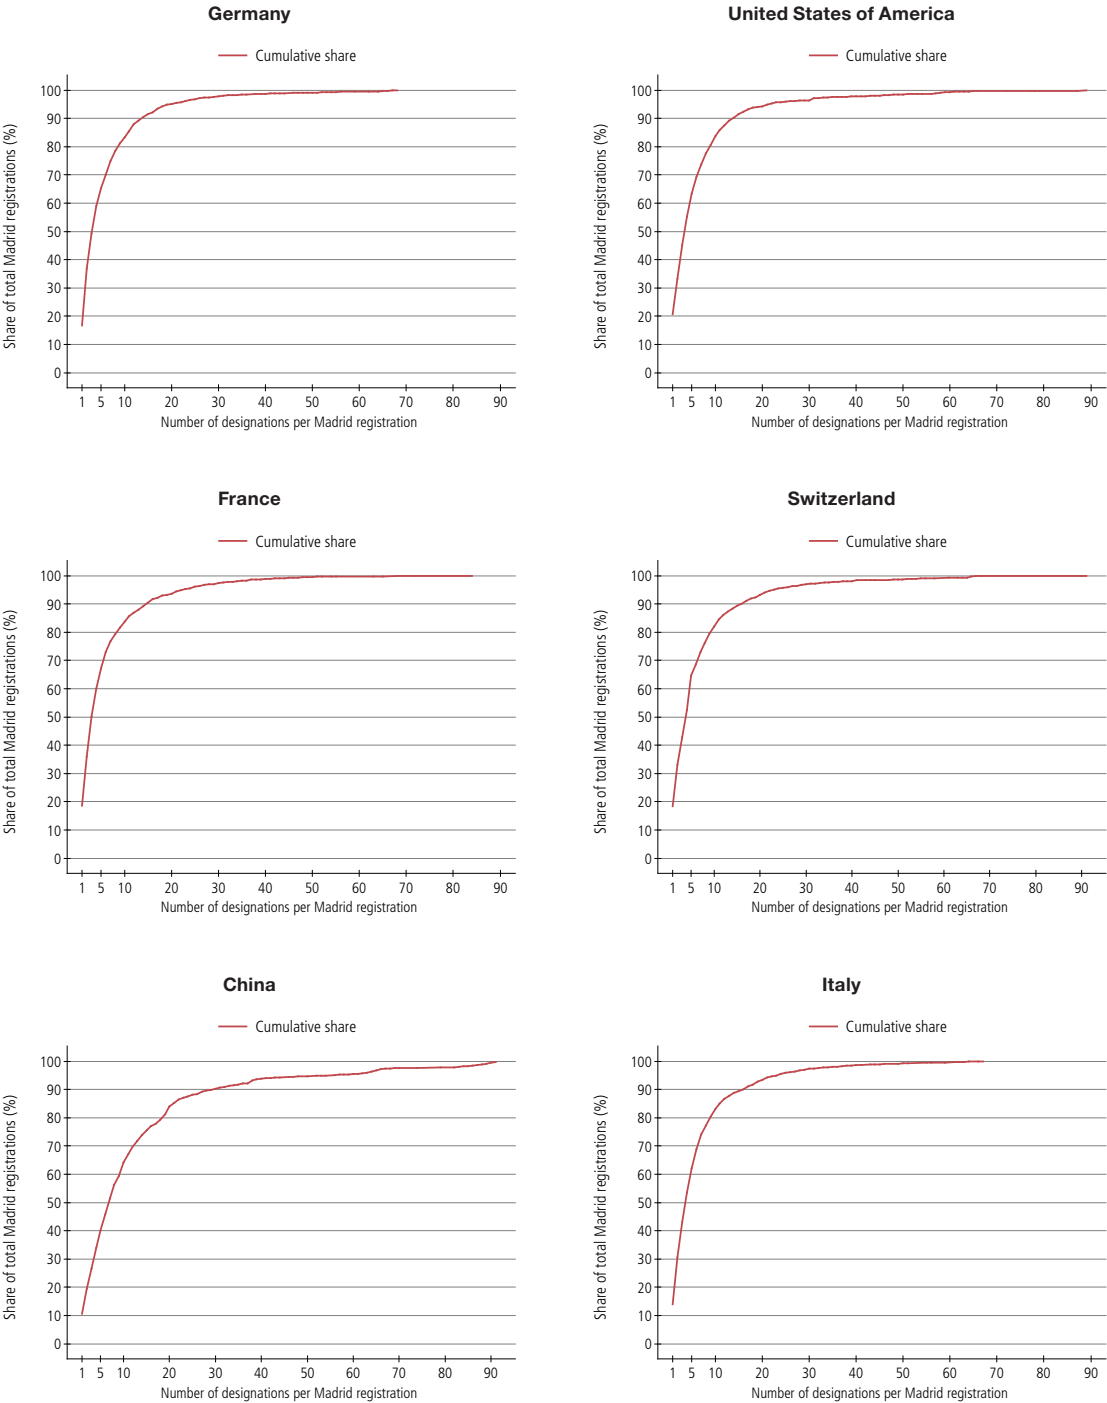 Germany
Cumulative share
Share of total Madrid registrations (%)
100
90
80
70
60
50
40
30
20
10
0
1 5 10 20 30 40 50 60 70 80 90
Number of designations per Madrid registration
United States of America
Cumulative share
Share of total Madrid registrations (%)
100
90
80
70
60
50
40
30
20
10
0
1 5 10 20 30 40 50 60 70 80 90
Number of designations per Madrid registration
France
Cumulative share
Share of total Madrid registrations (%)
100
90
80
70
60
50
40
30
20
10
0
1 5 10 20 30 40 50 60 70 80 90
Number of designations per Madrid registration
Switzerland
Cumulative share
Share of total Madrid registrations (%)
100
90
80
70
60
50
40
30
20
10
0
1 5 10 20 30 40 50 60 70 80 90
Number of designations per Madrid registration
China
Cumulative share
Share of total Madrid registrations (%)
100
90
80
70
60
50
40
30
20
10
0
1 5 10 20 30 40 50 60 70 80 90
Number of designations per Madrid registration
Italy
Cumulative share
Share of total Madrid registrations (%)
100
90
80
70
60
50
40
30
20
10
0
1 5 10 20 30 40 50 60 70 80 90
Number of designations per Madrid registration